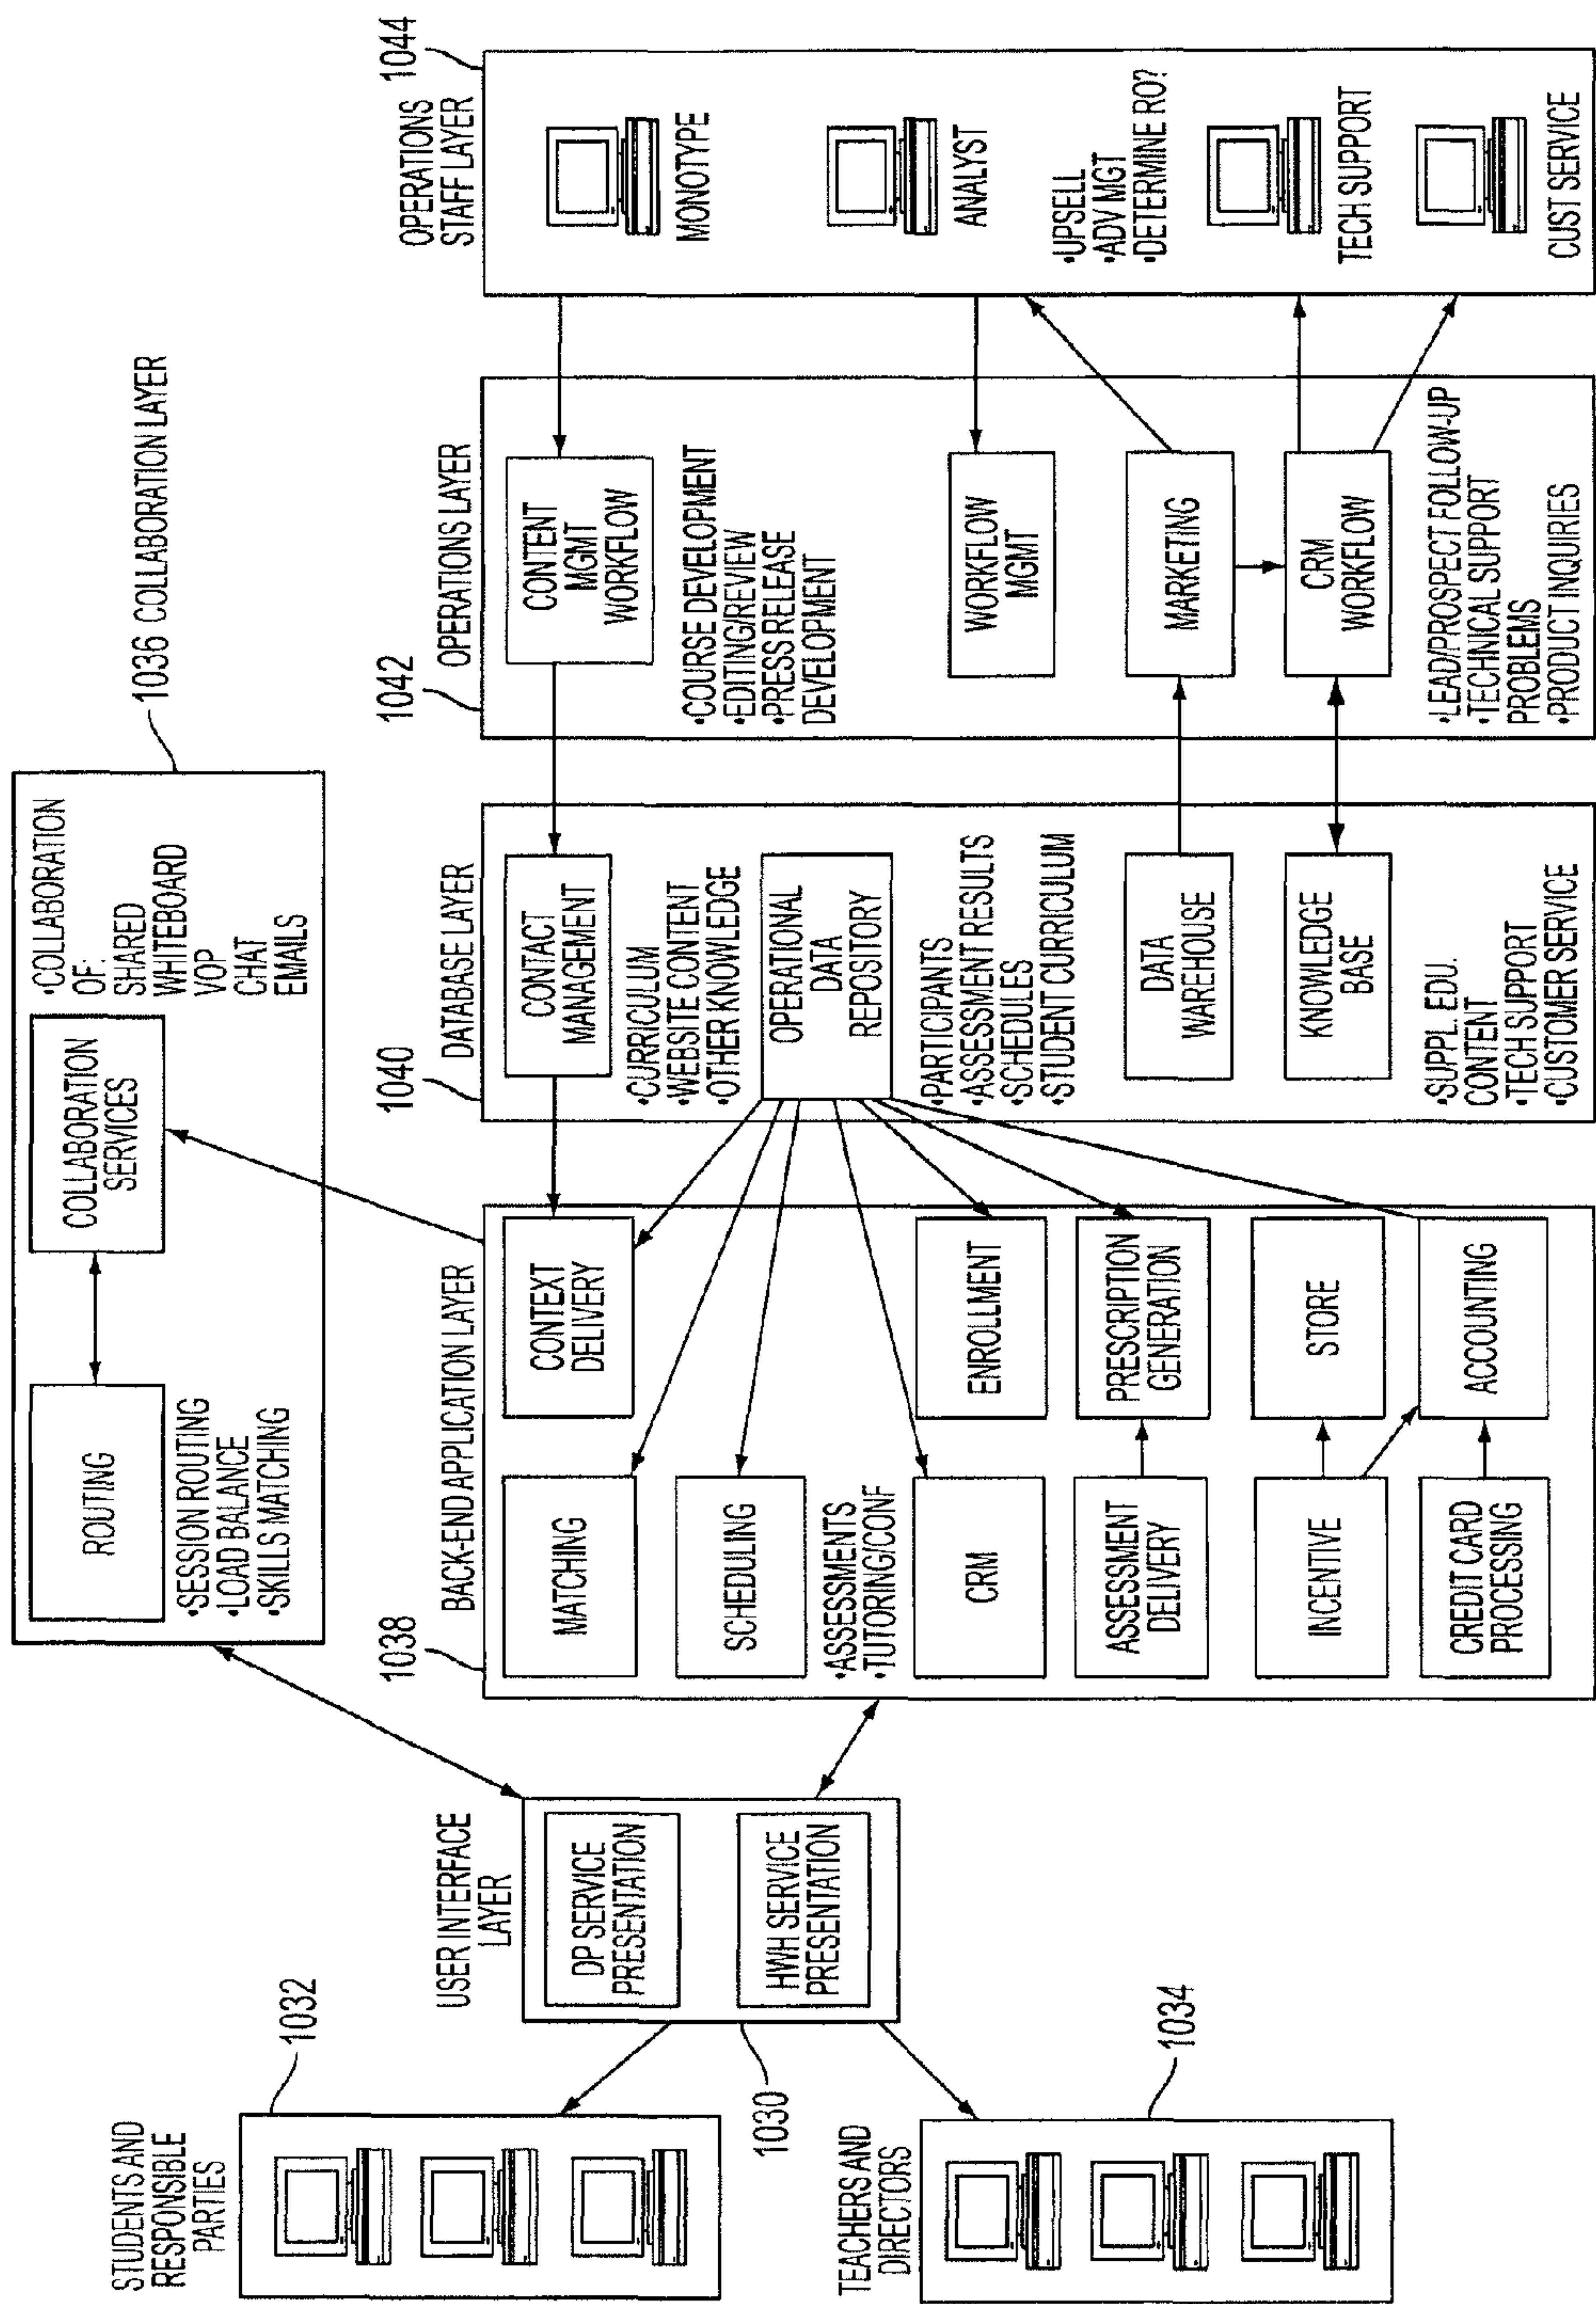 STUDENTS AND
RESPONSIBLE
PARTIES
1032
TEACHERS AND
DIRECTORS
1034
USER INTERFACE
LAYER
DP SERVICE
PRESENTATION
HWH SERVICE
PRESENTATION
1030
1036 COLLABORATION LAYER
ROUTING
•SESSION ROUTING
•LOAD BALANCE
•SKILLS MATCHING
COLLABORATION
SERVICES
•COLLABORATION
OF:
SHARED
WHITEBOARD
VOP
CHAT
EMAILS
1038
BACK-END APPLICATION LAYER
MATCHING
CONTEXT
DELIVERY
SCHEDULING
•ASSESSMENTS
•TUTORING/CONF
CRM
ENROLLMENT
ASSESSMENT
DELIVERY
PRESCRIPTION
GENERATION
INCENTIVE
STORE
CREDIT CARD
PROCESSING
ACCOUNTING
1040
DATABASE LAYER
CONTACT
MANAGEMENT
•CURRICULUM
•WEBSITE CONTENT
•OTHER KNOWLEDGE
OPERATIONAL
DATA
REPOSITORY
•PARTICIPANTS
•ASSESSMENT RESULTS
•SCHEDULES
•STUDENT CURRICULUM
DATA
WAREHOUSE
KNOWLEDGE
BASE
•SUPPL. EDU.
CONTENT
•TECH SUPPORT
•CUSTOMER SERVICE
1042
OPERATIONS LAYER
CONTENT
MGMT
WORKFLOW
•COURSE DEVELOPMENT
•EDITING/REVIEW
•PRESS RELEASE
DEVELOPMENT
WORKFLOW
MGMT
MARKETING
CRM
WORKFLOW
•LEAD/PROSPECT FOLLOW-UP
•TECHNICAL SUPPORT
PROBLEMS
•PRODUCT INQUIRIES
OPERATIONS
STAFF LAYER
1044
MONOTYPE
ANALYST
•UPSELL
•ADV MGT
•DETERMINE RO?
TECH SUPPORT
CUST SERVICE